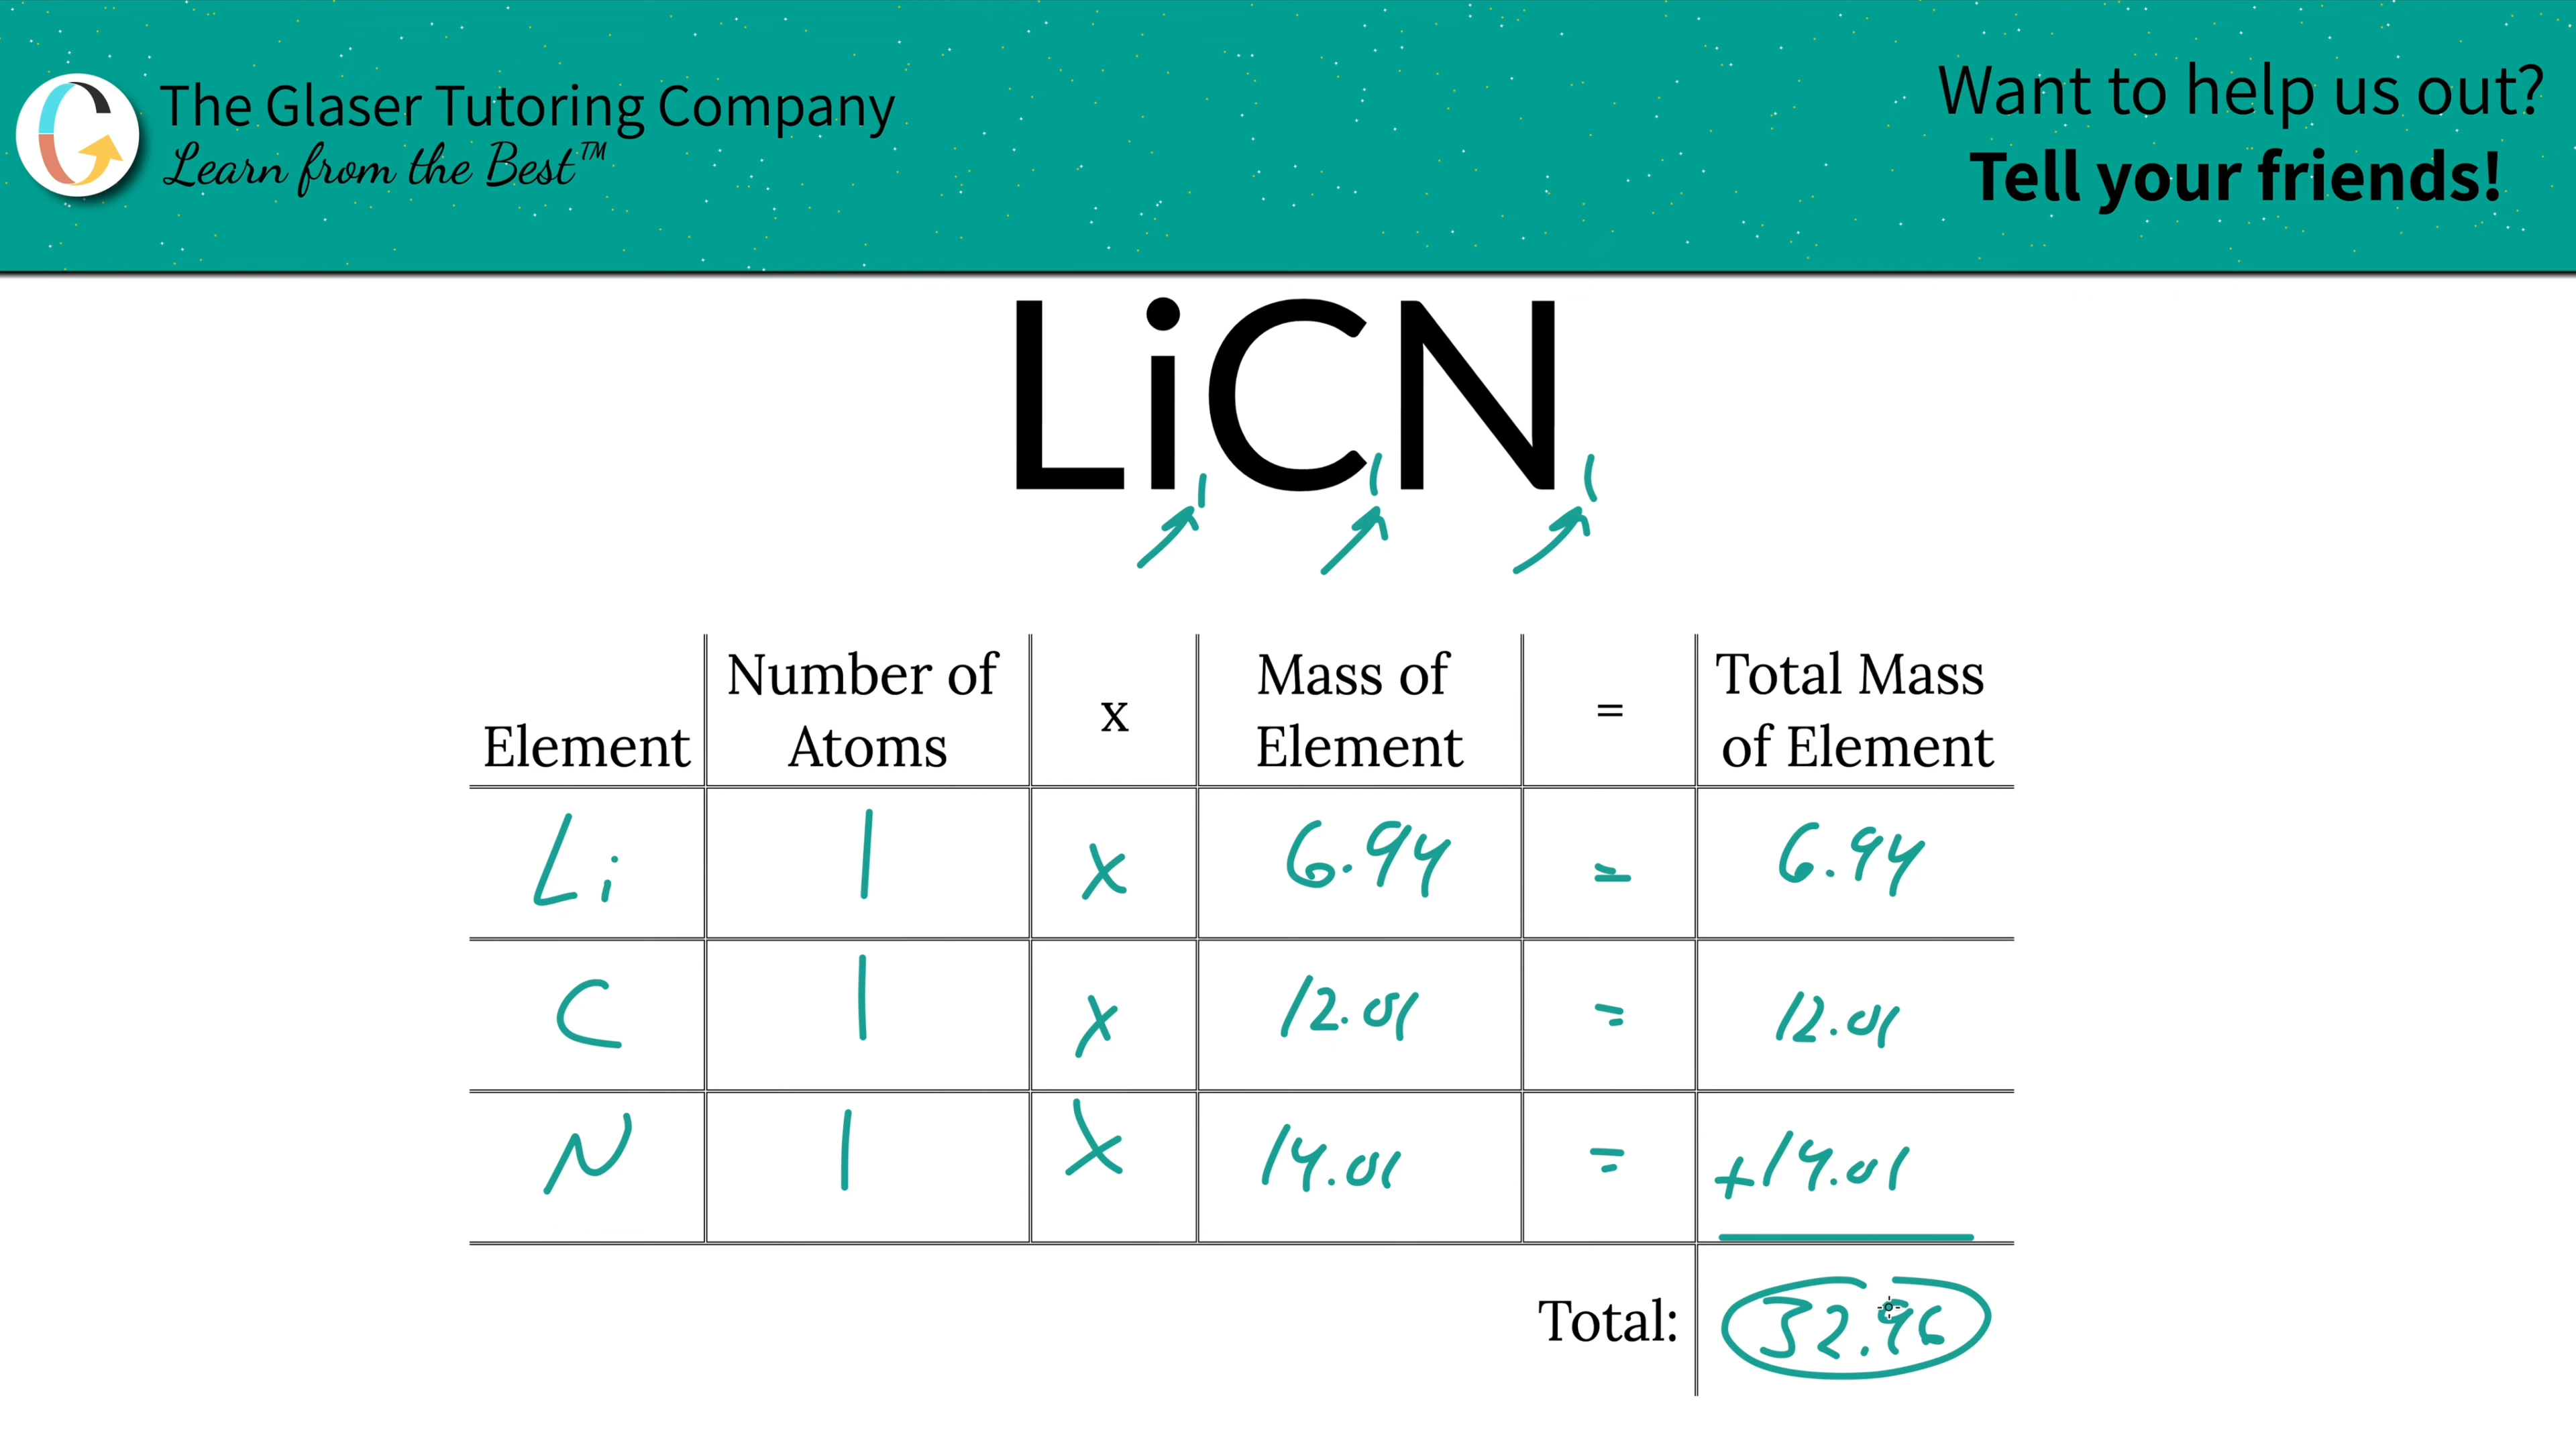 The Glaser Tutoring Company
Learn from the Best™
Want to help us out?
Tell your friends!
LiCN
1 1 1
Element Number of Atoms x Mass of Element = Total Mass of Element
Li 1 x 6.94 = 6.94
C 1 x 12.01 = 12.01
N 1 x 14.01 = +14.01
Total: 32.96